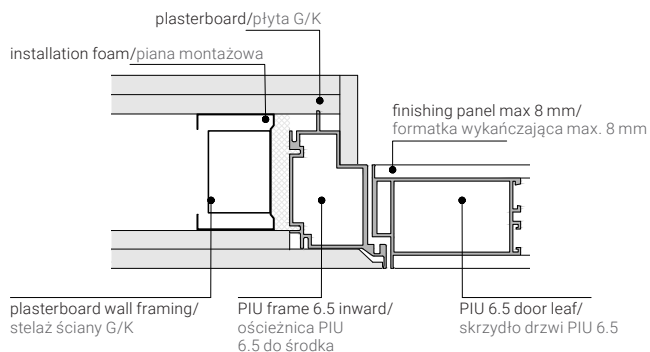 plasterboard/płyta G/K
installation foam/piana montażowa
finishing panel max 8 mm/
formatka wykańczająca max. 8 mm
plasterboard wall framing/
stelaż ściany G/K
PIU frame 6.5 inward/
ościeżnica PIU
6.5 do środka
PIU 6.5 door leaf/
skrzydło drzwi PIU 6.5